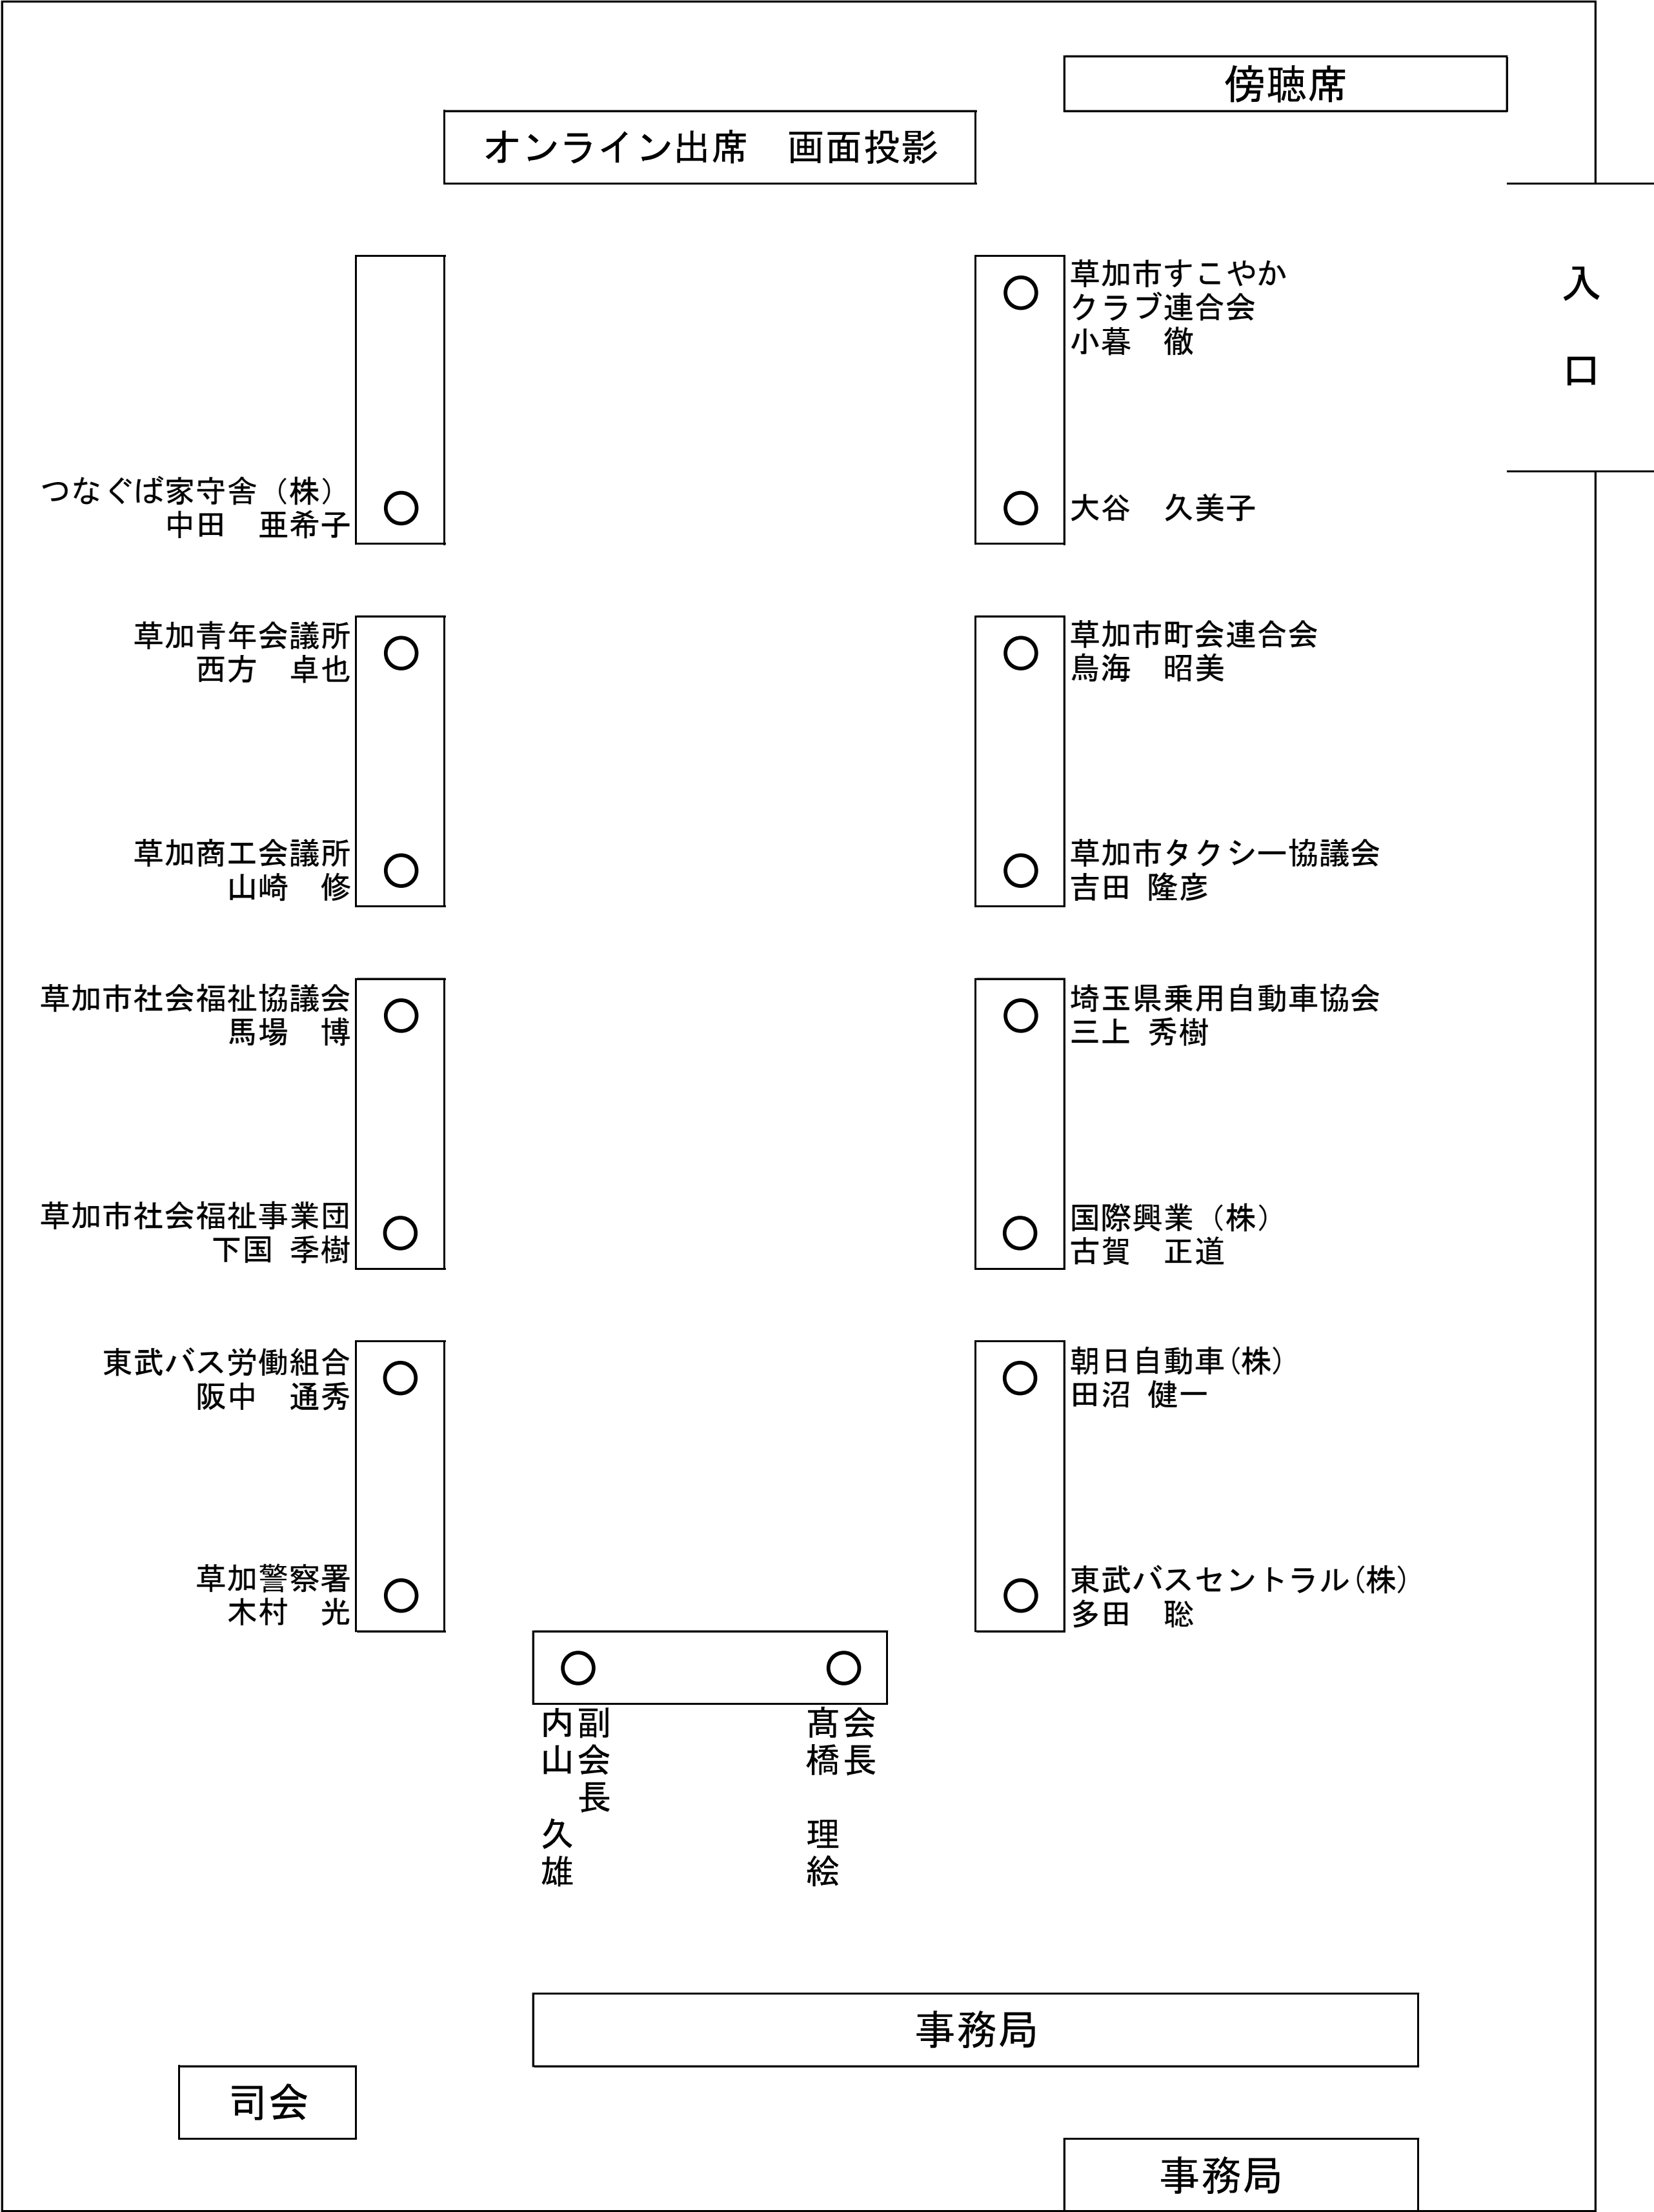 傍聴席
オンライン出席　画面投影
入
口
草加市すこやか
クラブ連合会
小暮　徹
つなぐば家守舎（株）
中田　亜希子
大谷　久美子
草加青年会議所
西方　卓也
草加市町会連合会
鳥海　昭美
草加商工会議所
山崎　修
草加市タクシー協議会
吉田 隆彦
草加市社会福祉協議会
馬場　博
埼玉県乗用自動車協会
三上 秀樹
草加市社会福祉事業団
下国 季樹
国際興業（株）
古賀　正道
東武バス労働組合
阪中　通秀
朝日自動車(株)
田沼 健一
草加警察署
木村　光
東武バスセントラル(株)
多田　聡
会長
髙橋　理絵
副会長
内山　久雄
事務局
司会
事務局